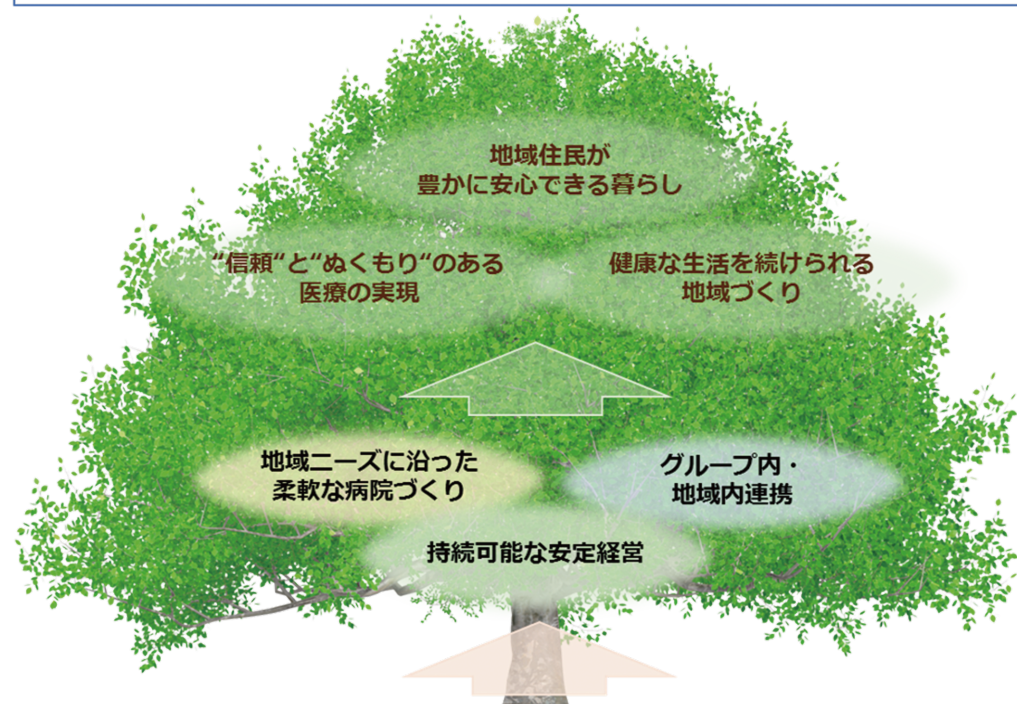 地域住民が
豊かに安心できる暮らし
“信頼“と“ぬくもり“のある
医療の実現
健康な生活を続けられる
地域づくり
地域ニーズに沿った
柔軟な病院づくり
グループ内・
地域内連携
持続可能な安定経営